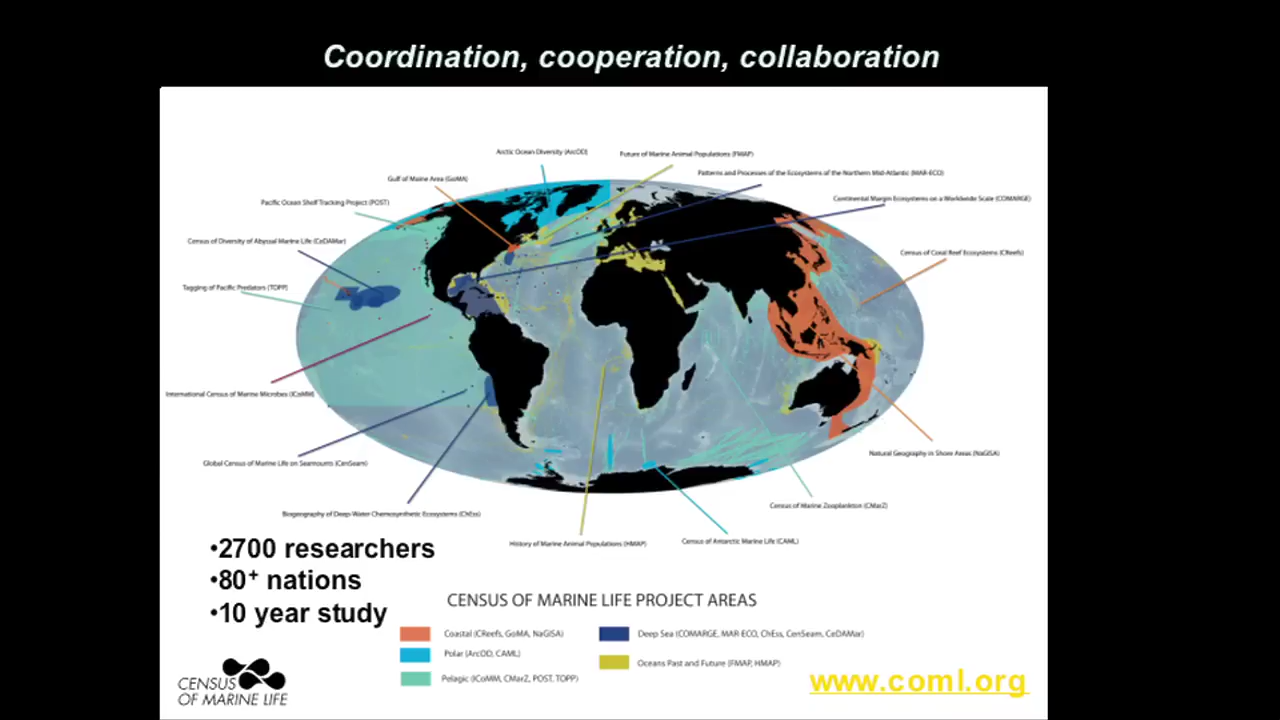 Coordination, cooperation, collaboration
Arctic Ocean Diversity (ArcOD)
Future of Marine Animal Populations (FMAP)
Gulf of Maine Area (GoMA)
Patterns and Processes of the Ecosystems of the Northern Mid-Atlantic (MAR-ECO)
Pacific Ocean Shelf Tracking Project (POST)
Continental Margin Ecosystems on a Worldwide Scale (COMARGE)
Census of Diversity of Abyssal Marine Life (CeDAMar)
Census of Coral Reef Ecosystems (CReefs)
Tagging of Pacific Predators (TOPP)
International Census of Marine Microbes (ICoMM)
Global Census of Marine Life on Seamounts (CenSeam)
Natural Geography in Shore Areas (NaGISA)
Biogeography of Deep-Water Chemosynthetic Ecosystems (ChEss)
Census of Marine Zooplankton (CMarZ)
History of Marine Animal Populations (HMAP)
Census of Antarctic Marine Life (CAML)
•2700 researchers
•80+ nations
•10 year study
CENSUS OF MARINE LIFE PROJECT AREAS
Coastal (CReefs, GoMA, NaGISA)
Deep Sea (COMARGE, MAR-ECO, ChEss, CenSeam, CeDAMar)
Polar (ArcOD, CAML)
Oceans Past and Future (FMAP, HMAP)
Pelagic (ICoMM, CMarZ, POST, TOPP)
CENSUS
OF MARINE LIFE
www.coml.org